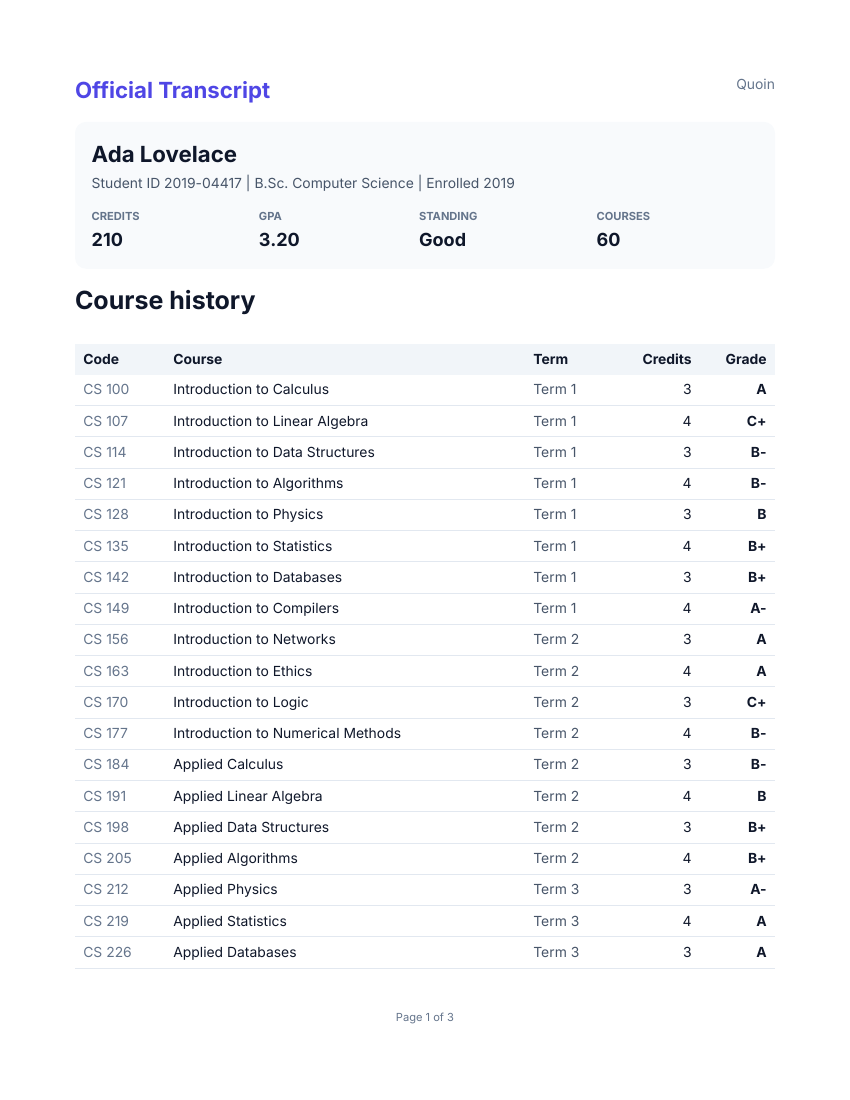 Official Transcript
Quoin
Ada Lovelace
Student ID 2019-04417 | B.Sc. Computer Science | Enrolled 2019
CREDITS GPA STANDING COURSES
210 3.20 Good 60
Course history
Code Course Term Credits Grade
CS 100 Introduction to Calculus Term 1 3 A
CS 107 Introduction to Linear Algebra Term 1 4 C+
CS 114 Introduction to Data Structures Term 1 3 B-
CS 121 Introduction to Algorithms Term 1 4 B-
CS 128 Introduction to Physics Term 1 3 B
CS 135 Introduction to Statistics Term 1 4 B+
CS 142 Introduction to Databases Term 1 3 B+
CS 149 Introduction to Compilers Term 1 4 A-
CS 156 Introduction to Networks Term 2 3 A
CS 163 Introduction to Ethics Term 2 4 A
CS 170 Introduction to Logic Term 2 3 C+
CS 177 Introduction to Numerical Methods Term 2 4 B-
CS 184 Applied Calculus Term 2 3 B-
CS 191 Applied Linear Algebra Term 2 4 B
CS 198 Applied Data Structures Term 2 3 B+
CS 205 Applied Algorithms Term 2 4 B+
CS 212 Applied Physics Term 3 3 A-
CS 219 Applied Statistics Term 3 4 A
CS 226 Applied Databases Term 3 3 A
Page 1 of 3